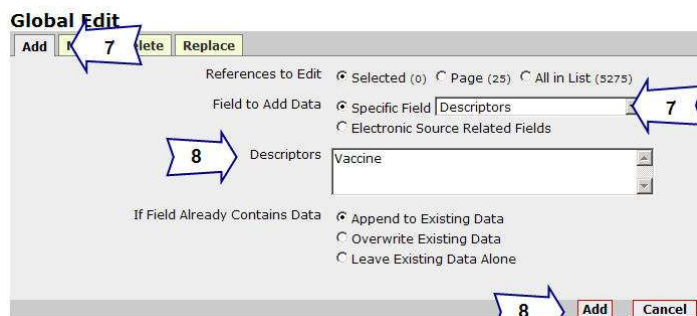 Global Edit
Add 7 lete Replace
References to Edit Selected (0) Page (25) All in List (5275)
Field to Add Data Specific Field Descriptors 7
Electronic Source Related Fields
8 Descriptors Vaccine
If Field Already Contains Data Append to Existing Data
Overwrite Existing Data
Leave Existing Data Alone
8 Add Cancel